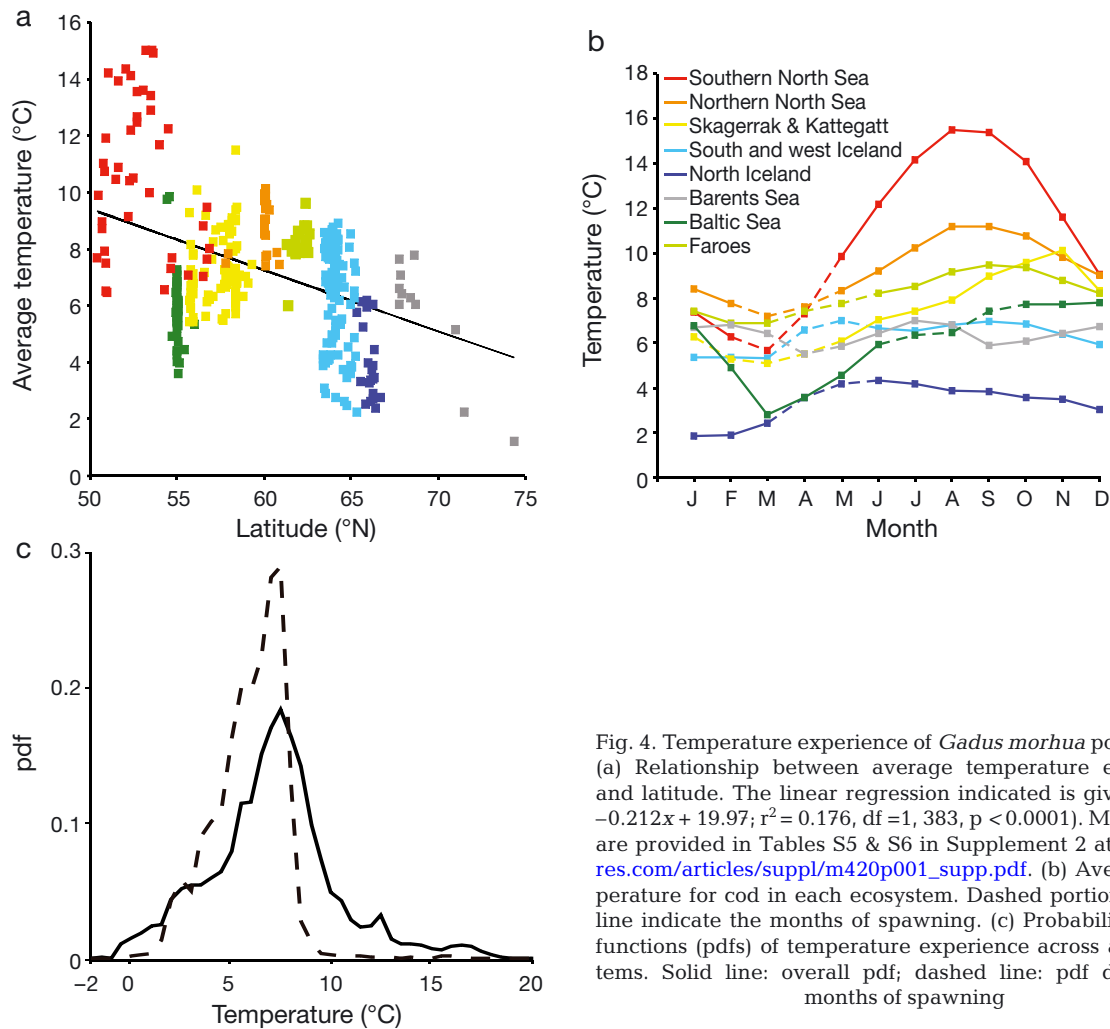 a
16
14
12
10
8
6
4
2
0
Average temperature (°C)
50 55 60 65 70 75
Latitude (°N)
b
18
16
14
12
10
8
6
4
2
0
Temperature (°C)
Southern North Sea
Northern North Sea
Skagerrak & Kattegatt
South and west Iceland
North Iceland
Barents Sea
Baltic Sea
Faroes
J F M A M J J A S O N D
Month
c
0.3
0.2
0.1
0
pdf
−2 0 5 10 15 20
Temperature (°C)
Fig. 4. Temperature experience of Gadus morhua po
(a) Relationship between average temperature e
and latitude. The linear regression indicated is giv
−0.212x + 19.97; r² = 0.176, df =1, 383, p < 0.0001). M
are provided in Tables S5 & S6 in Supplement 2 at
res.com/articles/suppl/m420p001_supp.pdf. (b) Ave
perature for cod in each ecosystem. Dashed portion
line indicate the months of spawning. (c) Probabili
functions (pdfs) of temperature experience across a
tems. Solid line: overall pdf; dashed line: pdf d
months of spawning